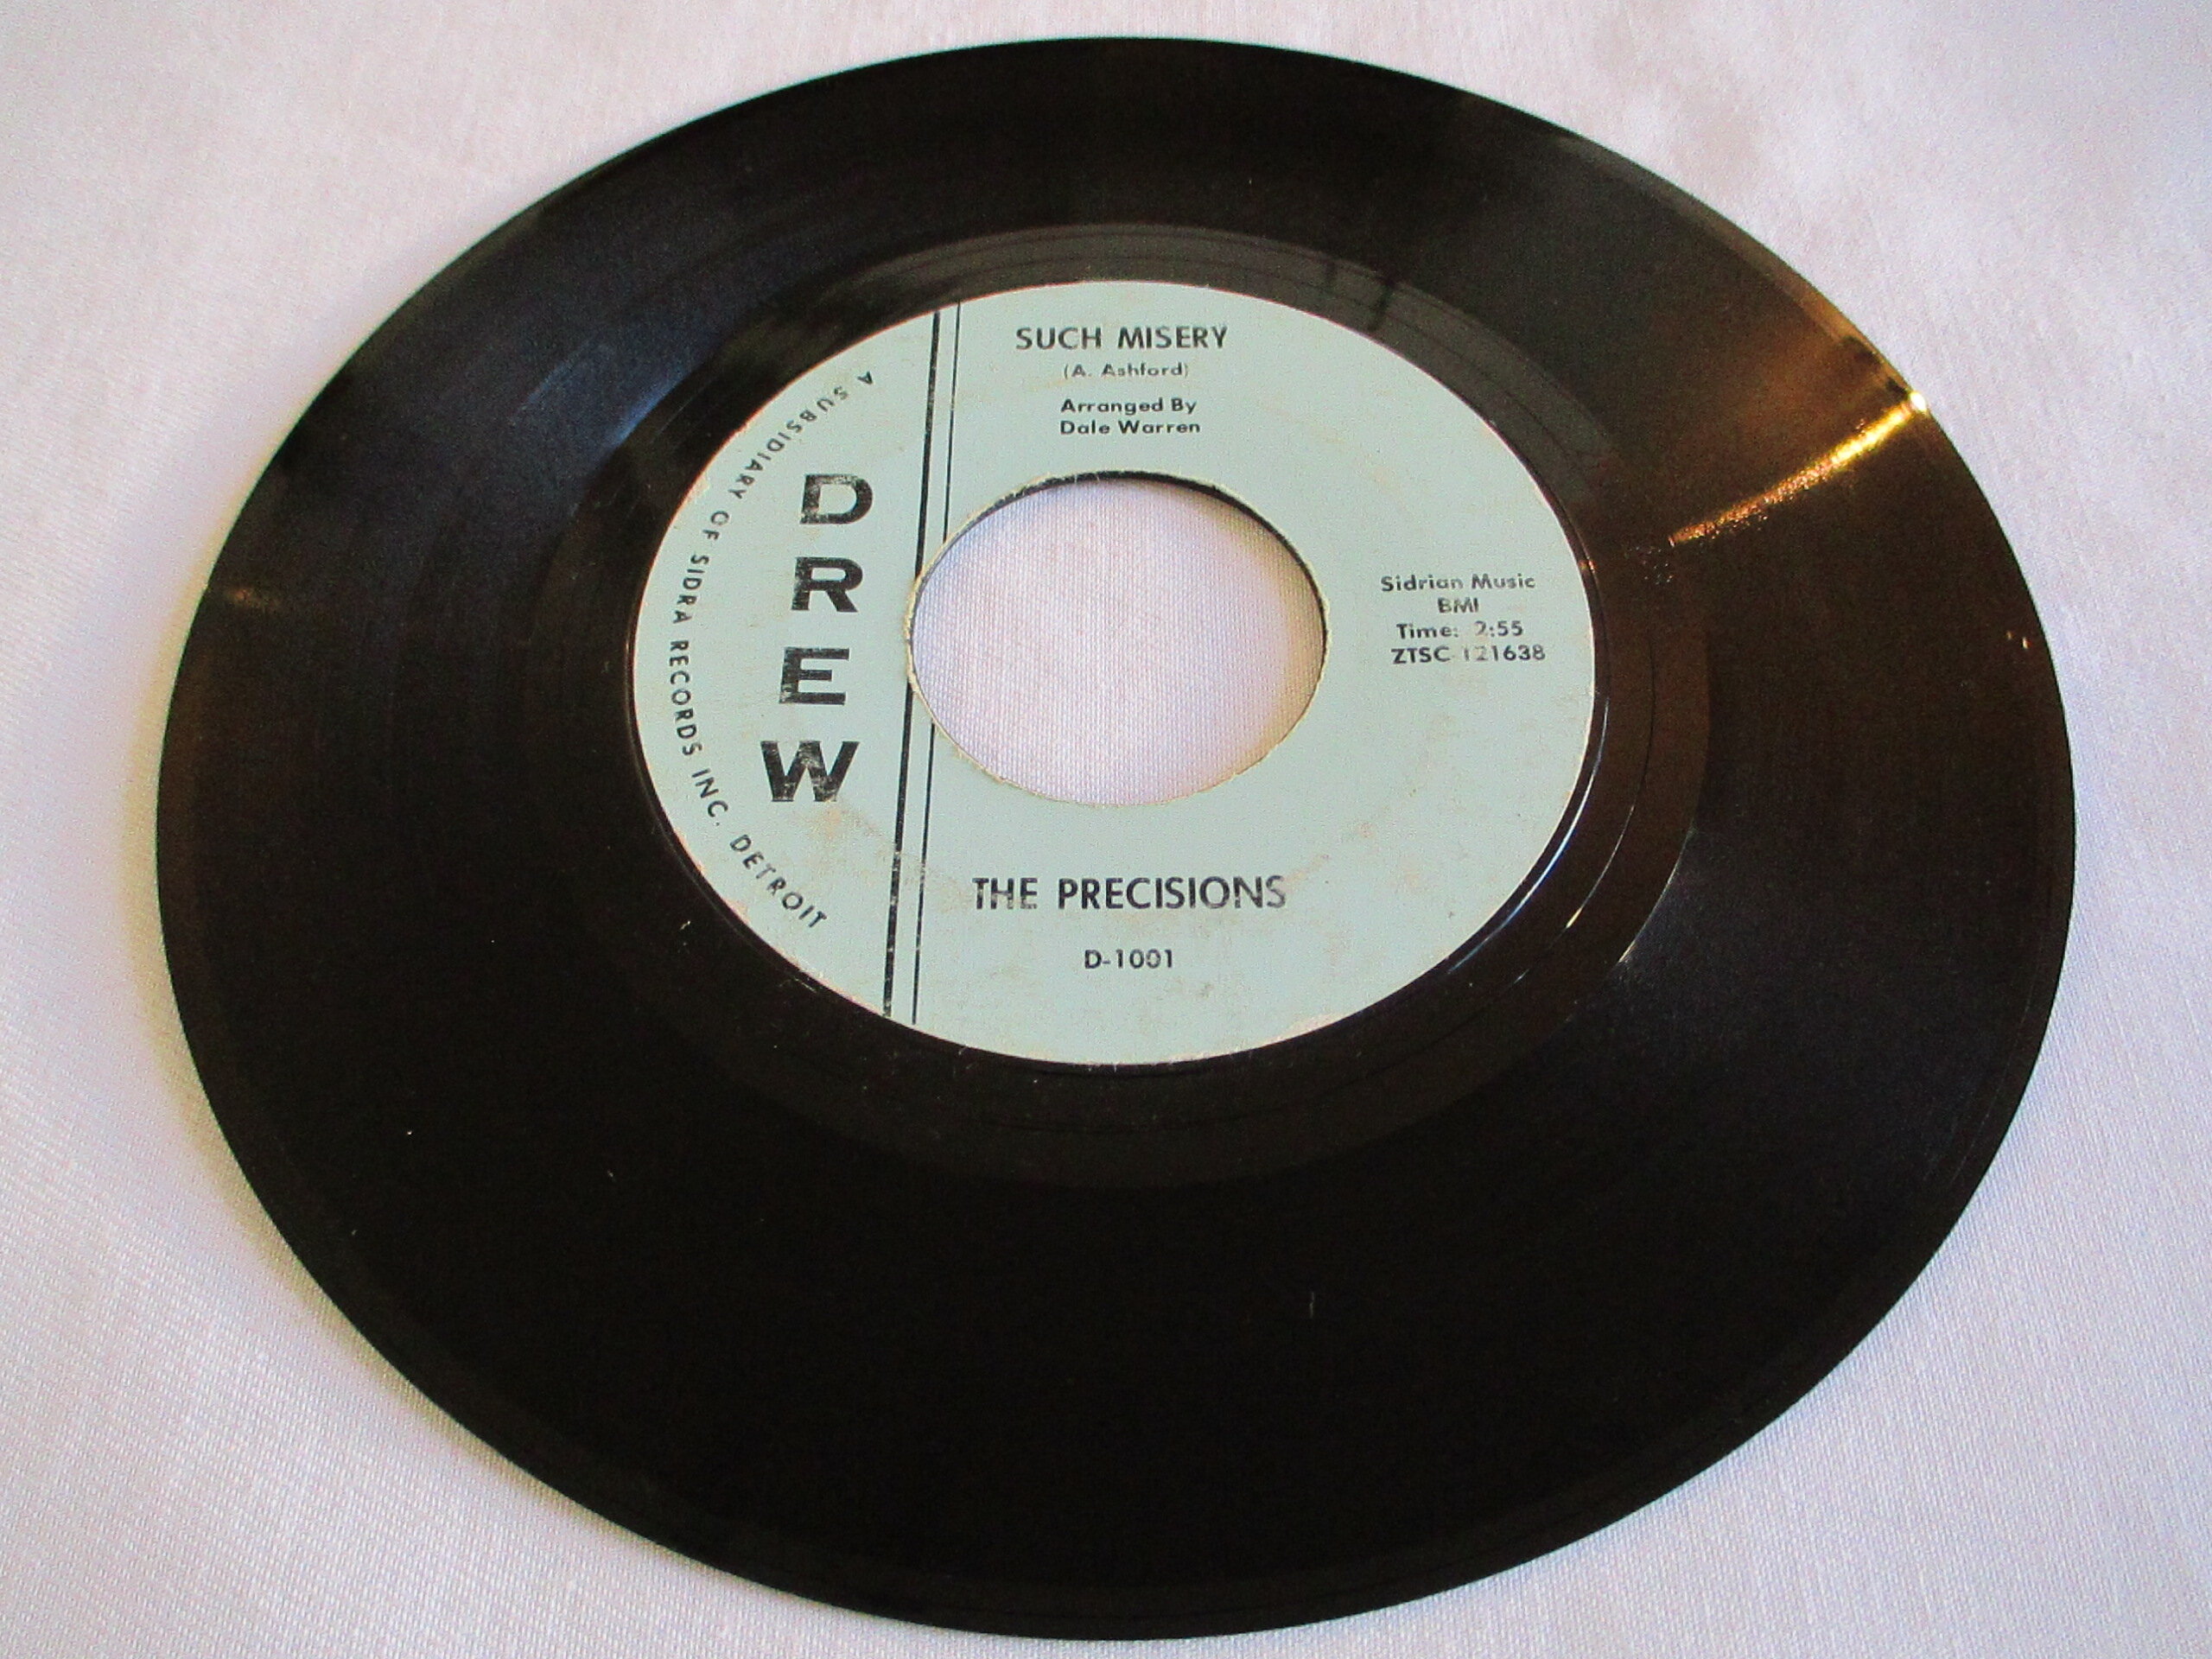 SUCH MISERY
(A. Ashford)
Arranged By
Dale Warren
DREW
A SUBSIDIARY OF SIDRA RECORDS INC. DETROIT
Sidrian Music
BMI
Time: 2:55
ZTSC 121638
THE PRECISIONS
D-1001